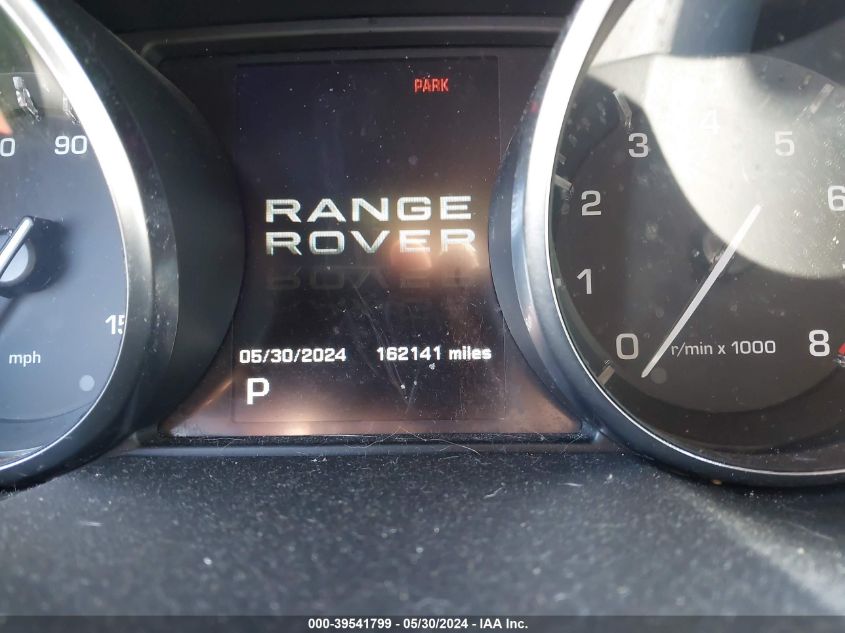 PARK
90
mph
RANGE
ROVER
05/30/2024 162141 miles
P
0
1
2
3
4
5
6
8
r/min x 1000
000-39541799 - 05/30/2024 - IAA Inc.